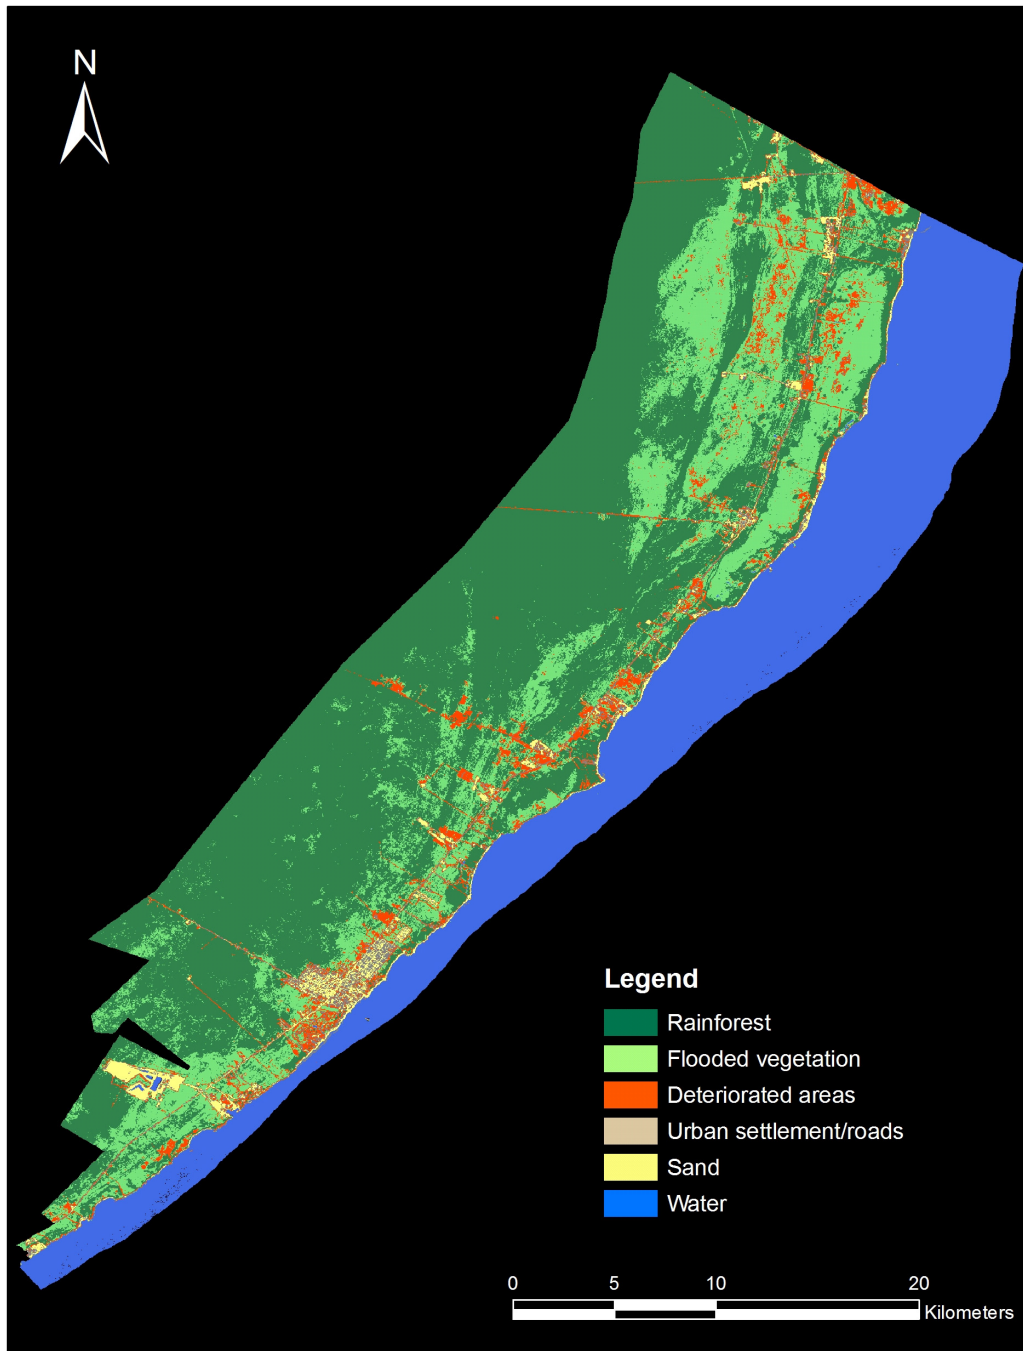 N
Legend
Rainforest
Flooded vegetation
Deteriorated areas
Urban settlement/roads
Sand
Water
0 5 10 20
Kilometers